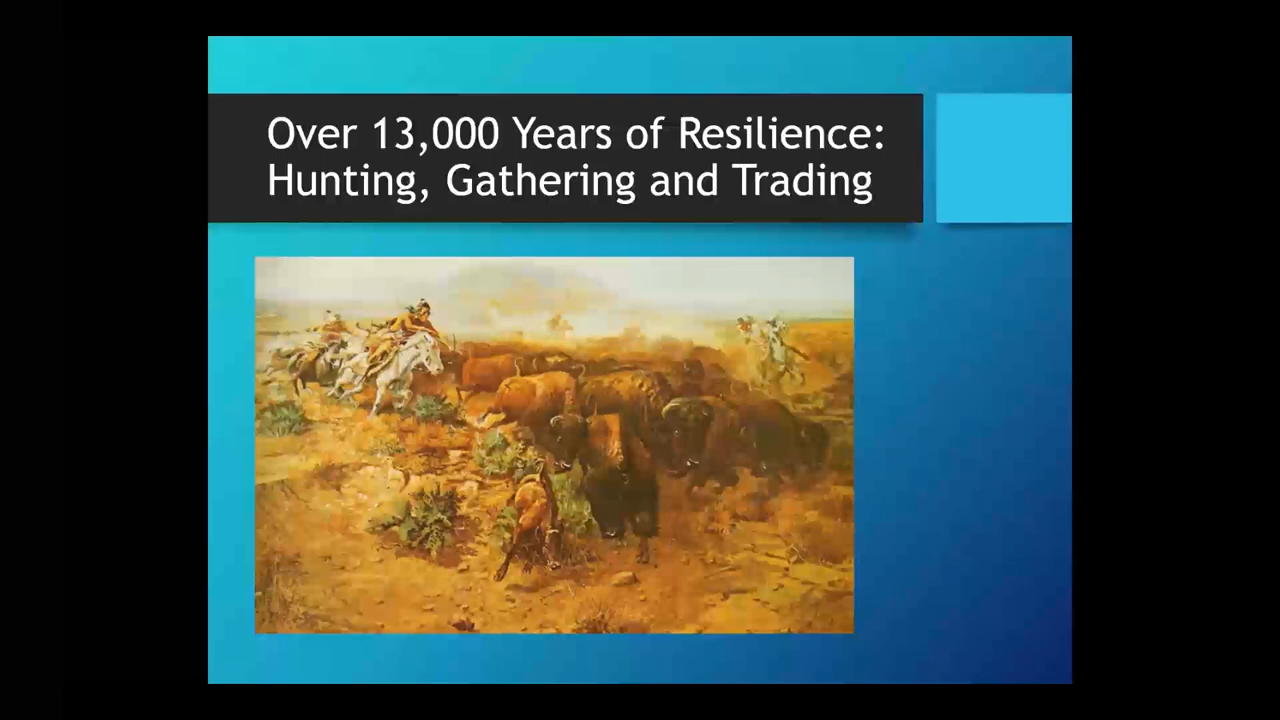 Over 13,000 Years of Resilience:
Hunting, Gathering and Trading